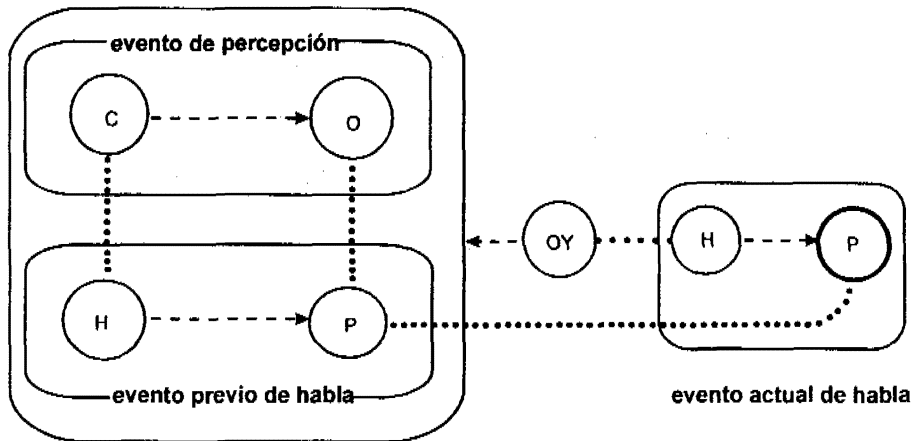 evento de percepción
C O
OY H P
H P
evento previo de habla
evento actual de habla